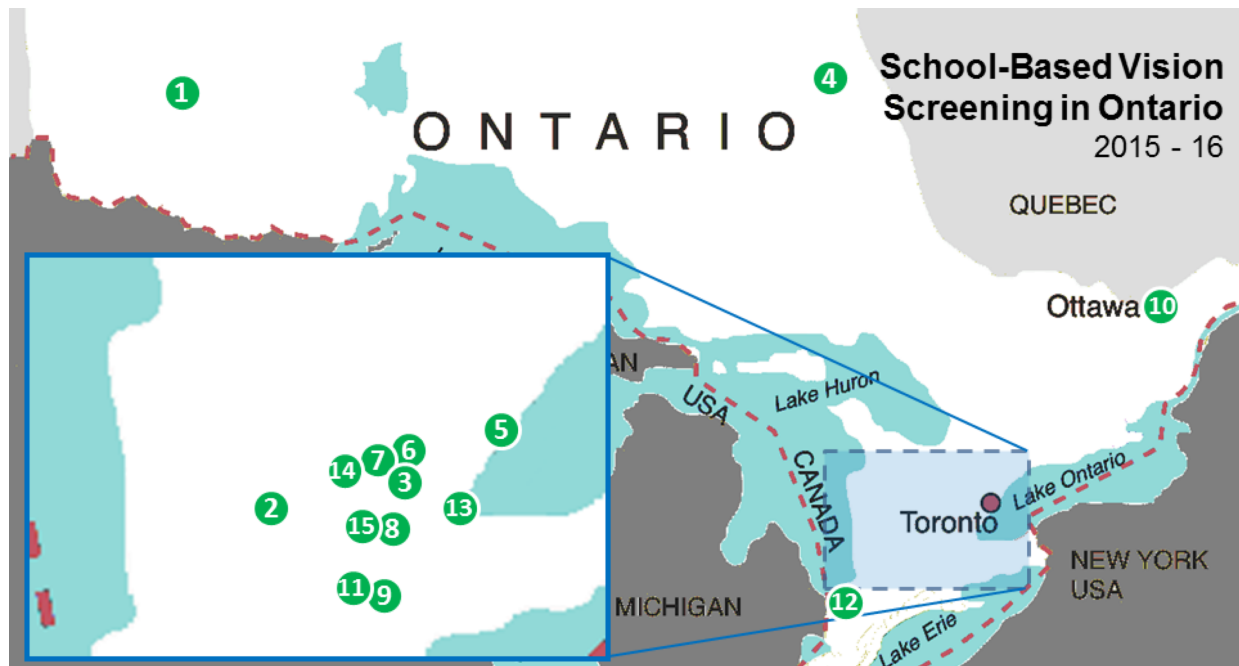 1
4
School-Based Vision
Screening in Ontario
2015 - 16
ONTARIO
QUEBEC
Ottawa 10
AN
USA
Lake Huron
5
6
7
14
3
2
13
15 8
11
9
CANADA
Lake Ontario
Toronto
NEW YORK
USA
MICHIGAN
12
Lake Erie